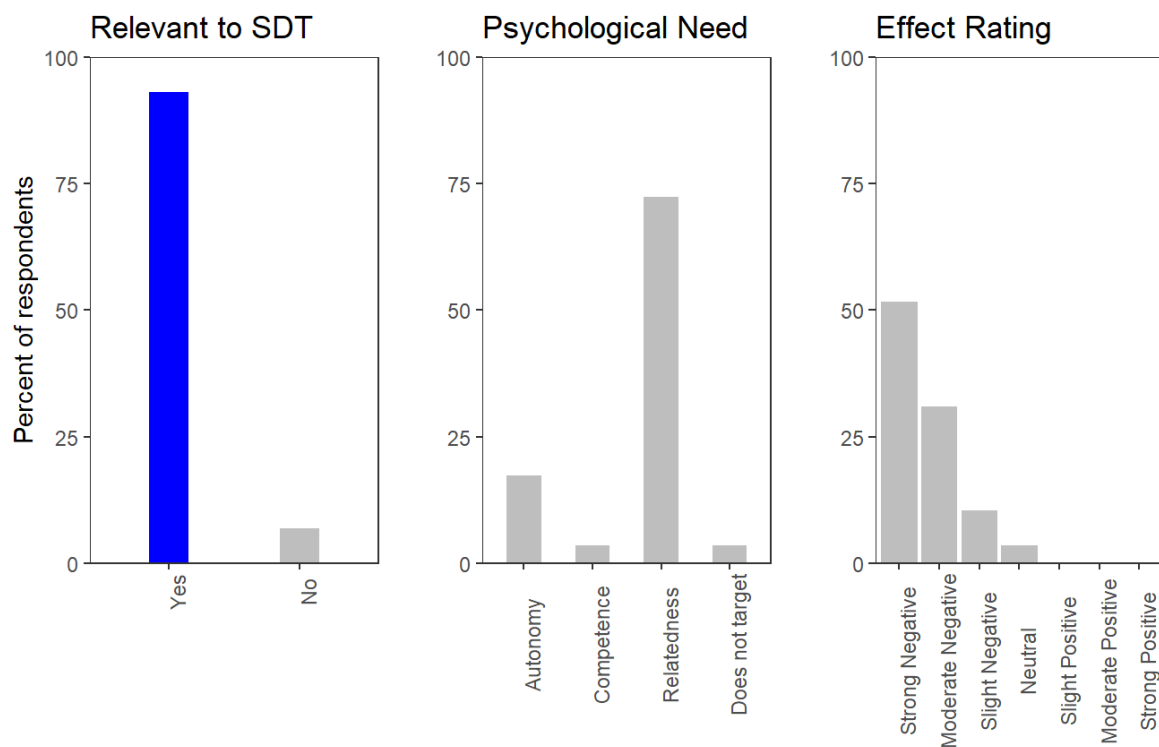 Relevant to SDT
Psychological Need
Effect Rating
Percent of respondents
100
75
50
25
0
Yes
No
100
75
50
25
0
Autonomy
Competence
Relatedness
Does not target
100
75
50
25
0
Strong Negative
Moderate Negative
Slight Negative
Neutral
Slight Positive
Moderate Positive
Strong Positive